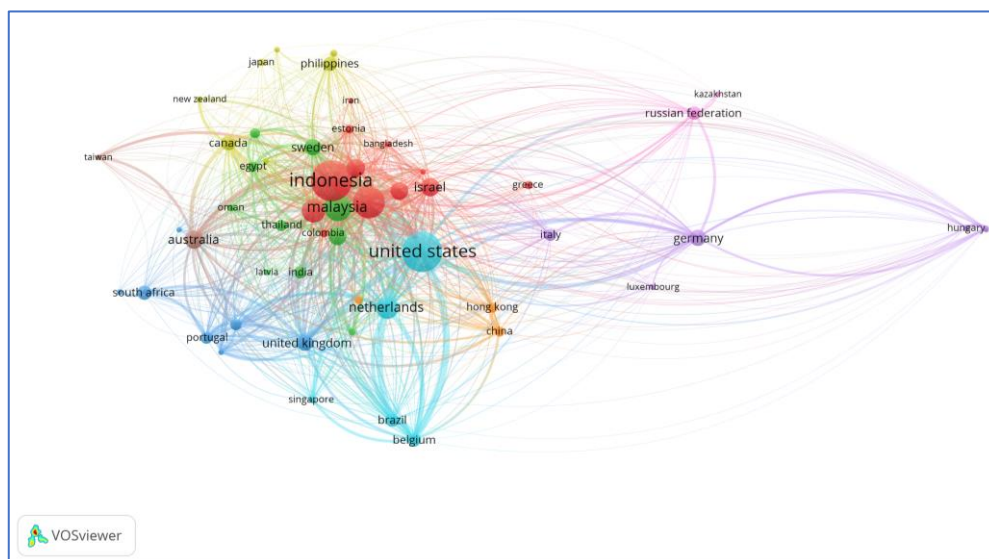 japan
philippines
kazakhstan
new zealand
iran
russian federation
estonia
bangladesh
canada
sweden
taiwan
egypt
indonesia
israel
greece
oman
malaysia
thailand
colombia
italy
germany
hungary
australia
united states
latvia
india
luxembourg
south africa
netherlands
hong kong
china
portugal
united kingdom
singapore
brazil
belgium
VOSviewer